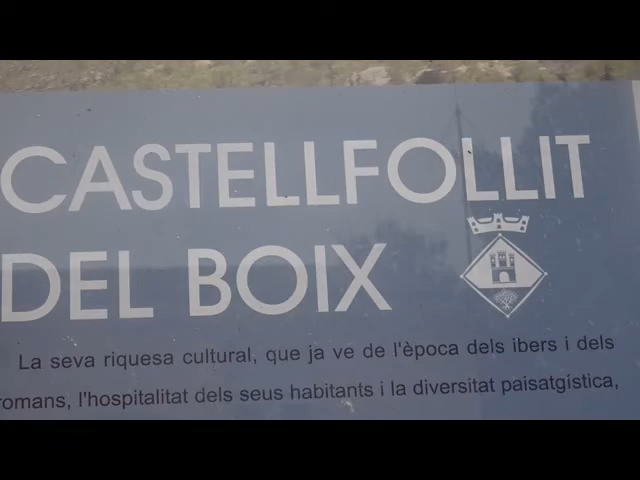 CASTELLFOLLIT
DEL BOIX
La seva riquesa cultural, que ja ve de l'època dels ibers i dels
romans, l'hospitalitat dels seus habitants i la diversitat paisatgística,